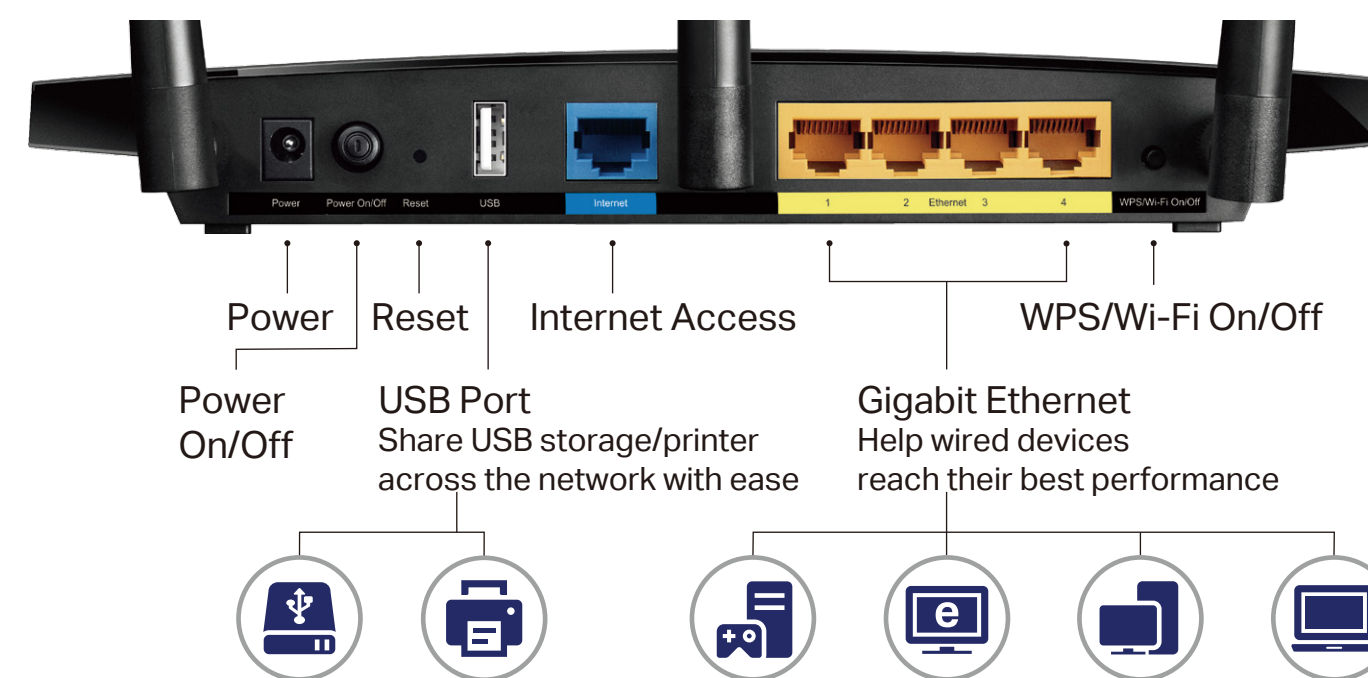 Power
Power On/Off
Reset
USB
Internet
1
2
Ethernet
3
4
WPS/Wi-Fi On/Off
Power
Reset
Internet Access
WPS/Wi-Fi On/Off
Power
On/Off
USB Port
Share USB storage/printer
across the network with ease
Gigabit Ethernet
Help wired devices
reach their best performance
e